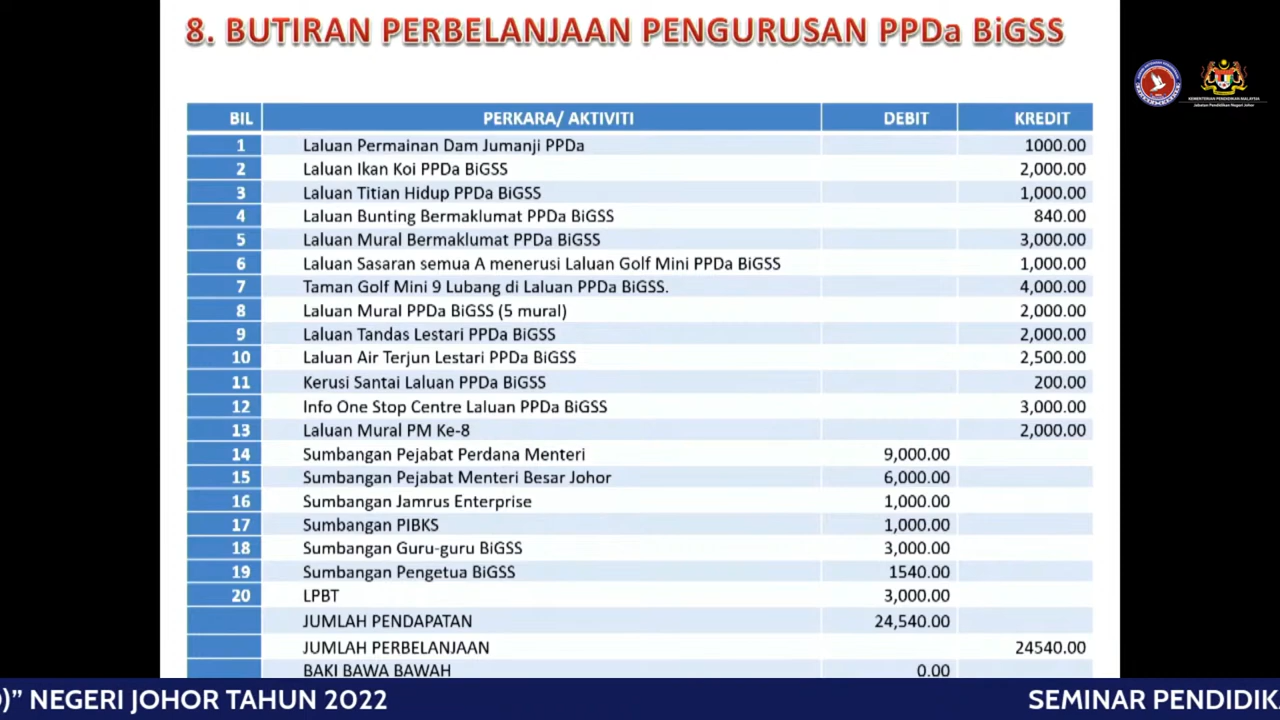 8. BUTIRAN PERBELANJAAN PENGURUSAN PPDa BiGSS
KEMENTERIAN PENDIDIKAN MALAYSIA
Jabatan Pendidikan Negeri Johor
BIL PERKARA/ AKTIVITI DEBIT KREDIT
1 Laluan Permainan Dam Jumanji PPDa 1000.00
2 Laluan Ikan Koi PPDa BiGSS 2,000.00
3 Laluan Titian Hidup PPDa BiGSS 1,000.00
4 Laluan Bunting Bermaklumat PPDa BiGSS 840.00
5 Laluan Mural Bermaklumat PPDa BiGSS 3,000.00
6 Laluan Sasaran semua A menerusi Laluan Golf Mini PPDa BiGSS 1,000.00
7 Taman Golf Mini 9 Lubang di Laluan PPDa BiGSS. 4,000.00
8 Laluan Mural PPDa BiGSS (5 mural) 2,000.00
9 Laluan Tandas Lestari PPDa BiGSS 2,000.00
10 Laluan Air Terjun Lestari PPDa BiGSS 2,500.00
11 Kerusi Santai Laluan PPDa BiGSS 200.00
12 Info One Stop Centre Laluan PPDa BiGSS 3,000.00
13 Laluan Mural PM Ke-8 2,000.00
14 Sumbangan Pejabat Perdana Menteri 9,000.00
15 Sumbangan Pejabat Menteri Besar Johor 6,000.00
16 Sumbangan Jamrus Enterprise 1,000.00
17 Sumbangan PIBKS 1,000.00
18 Sumbangan Guru-guru BiGSS 3,000.00
19 Sumbangan Pengetua BiGSS 1540.00
20 LPBT 3,000.00
JUMLAH PENDAPATAN 24,540.00
JUMLAH PERBELANJAAN 24540.00
BAKI BAWA BAWAH 0.00
)” NEGERI JOHOR TAHUN 2022 SEMINAR PENDIDIK